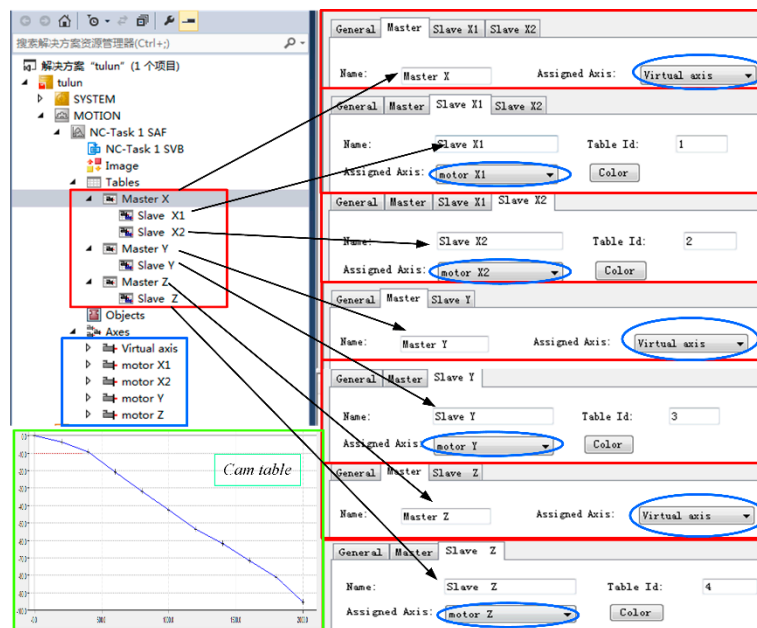 搜索解决方案资源管理器(Ctrl+;)
解决方案 "tulun" (1 个项目)
tulun
SYSTEM
MOTION
NC-Task 1 SAF
NC-Task 1 SVB
Image
Tables
Master X
Slave X1
Slave X2
Master Y
Slave Y
Master Z
Slave Z
Objects
Axes
Virtual axis
motor X1
motor X2
motor Y
motor Z
Cam table
General Master Slave X1 Slave X2
Name: Master X Assigned Axis: Virtual axis
General Master Slave X1 Slave X2
Name: Slave X1 Table Id: 1
Assigned Axis: motor X1 Color
General Master Slave X1 Slave X2
Name: Slave X2 Table Id: 2
Assigned Axis: motor X2 Color
General Master Slave Y
Name: Master Y Assigned Axis: Virtual axis
General Master Slave Y
Name: Slave Y Table Id: 3
Assigned Axis: motor Y Color
General Master Slave Z
Name: Master Z Assigned Axis: Virtual axis
General Master Slave Z
Name: Slave Z Table Id: 4
Assigned Axis: motor Z Color